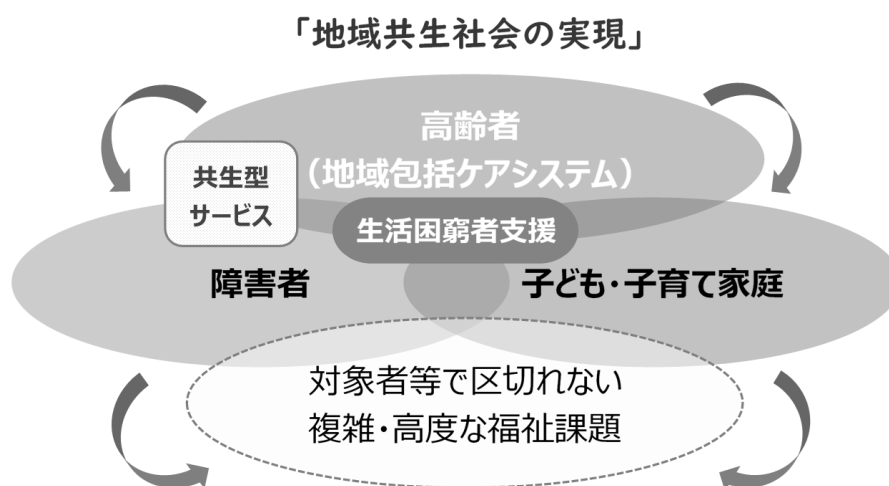 「地域共生社会の実現」
高齢者
(地域包括ケアシステム)
共生型
サービス
生活困窮者支援
障害者
子ども・子育て家庭
対象者等で区切れない
複雑・高度な福祉課題